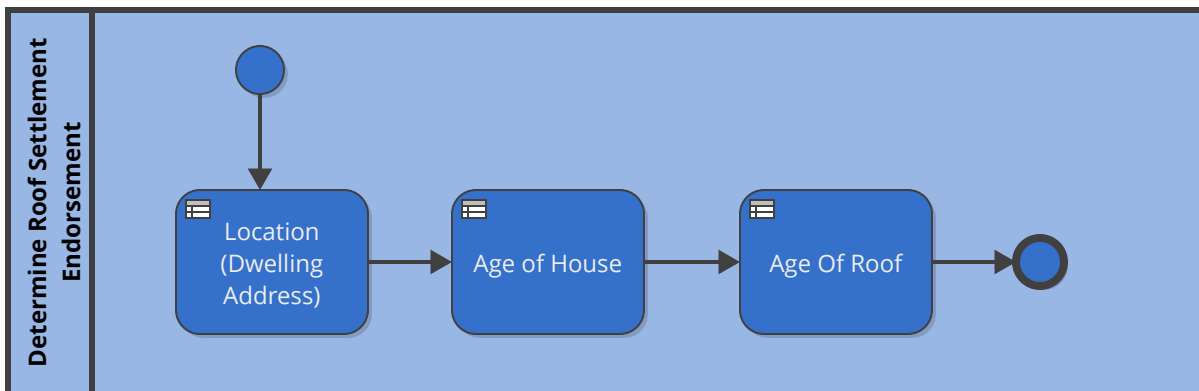 Determine Roof Settlement
Endorsement
Location
(Dwelling
Address)
Age of House
Age Of Roof